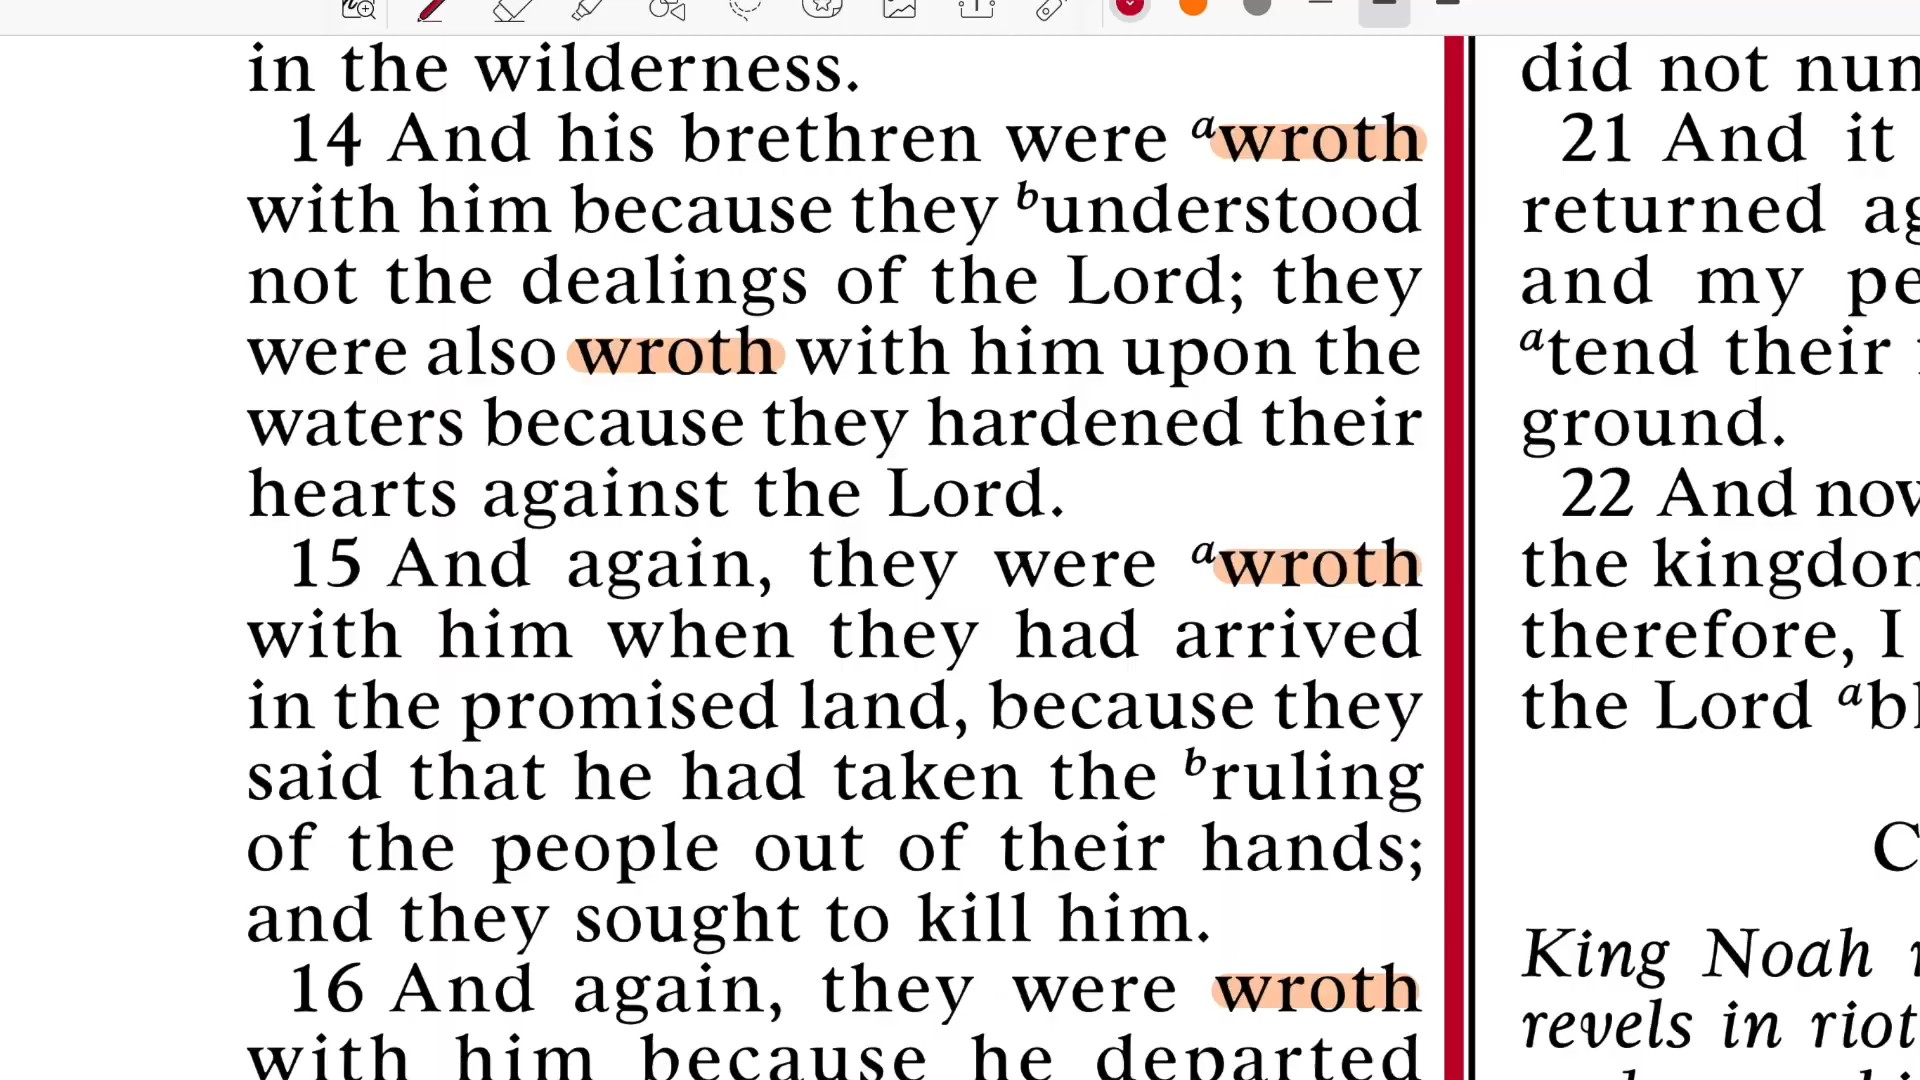 in the wilderness.
14 And his brethren were ᵃwroth
with him because they ᵇunderstood
not the dealings of the Lord; they
were also wroth with him upon the
waters because they hardened their
hearts against the Lord.
15 And again, they were ᵃwroth
with him when they had arrived
in the promised land, because they
said that he had taken the ᵇruling
of the people out of their hands;
and they sought to kill him.
16 And again, they were wroth
with him because he departed
did not
21 And it
returned
and my
ᵃtend their
ground.
22 And
the
therefore, I
the Lord
King Noah
revels in